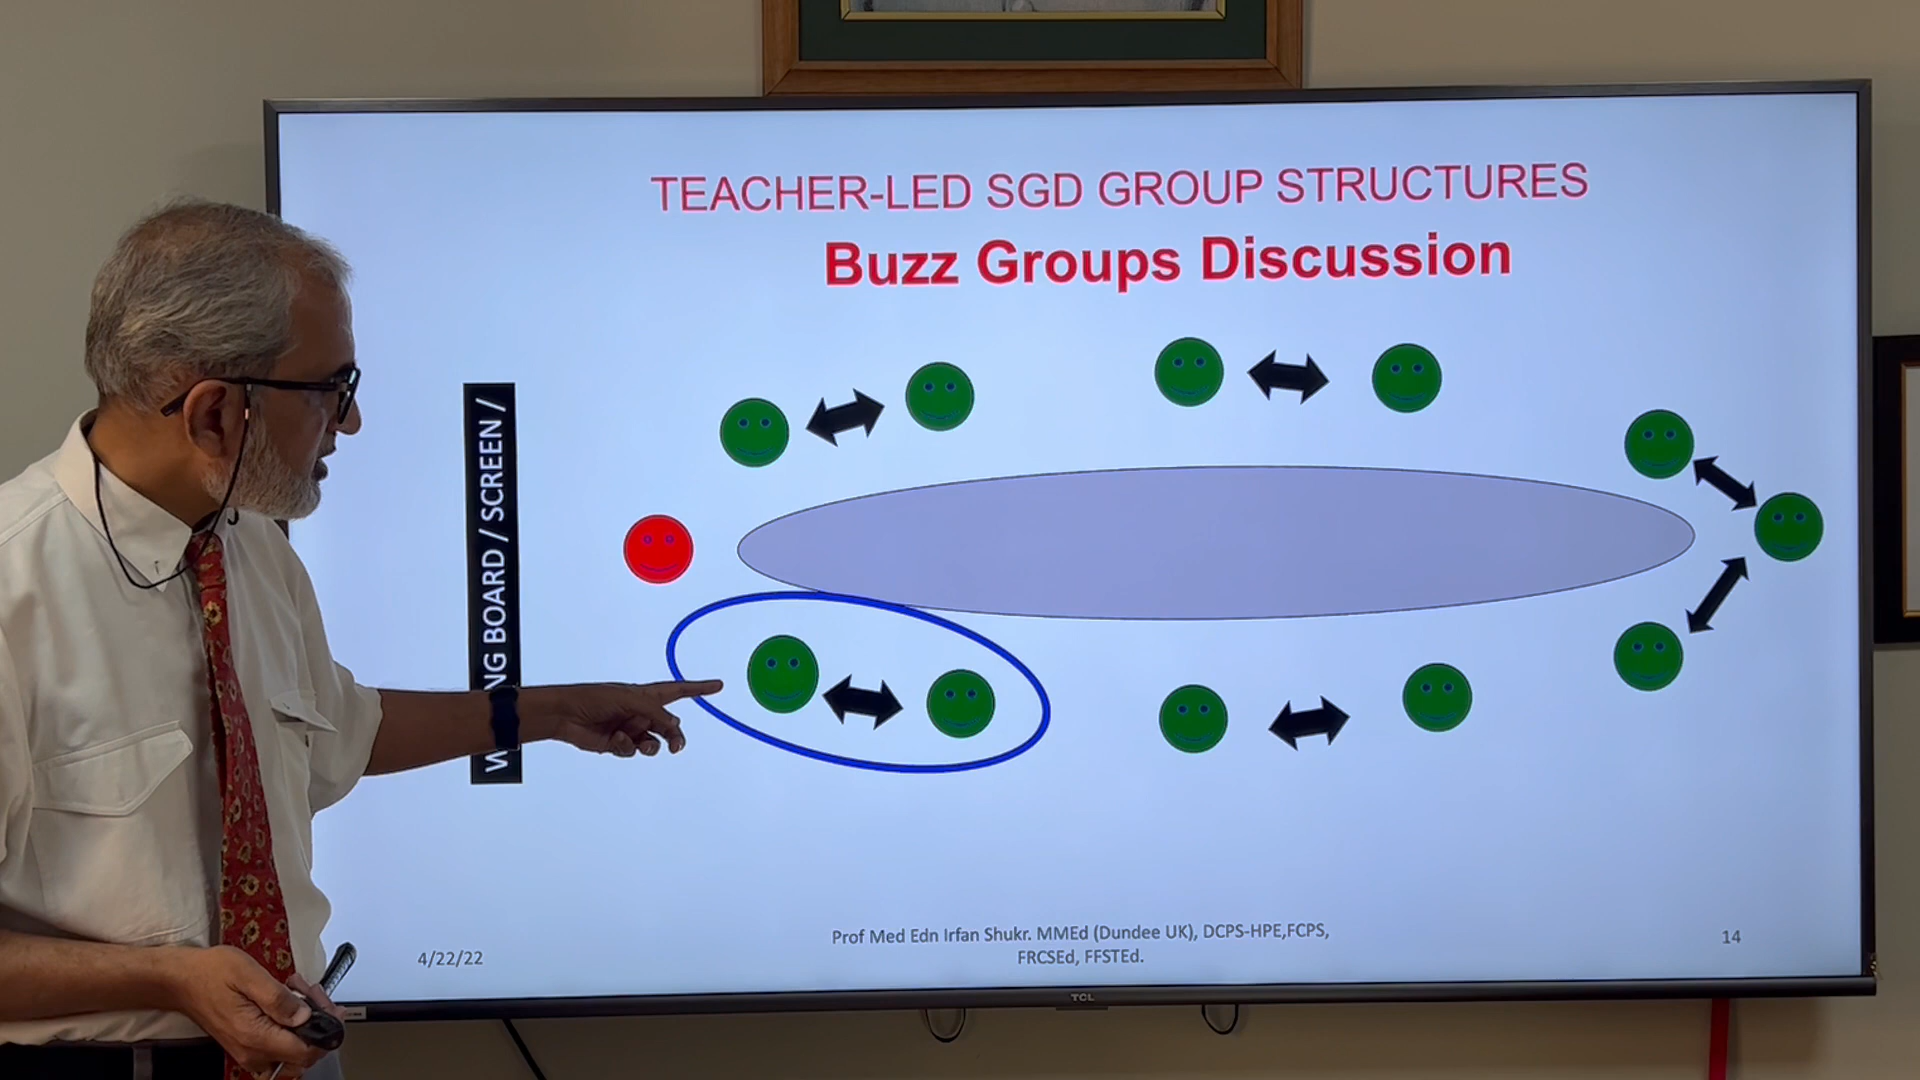 TEACHER-LED SGD GROUP STRUCTURES
Buzz Groups Discussion
BOARD / SCREEN /
Prof Med Edn Irfan Shukr. MMEd (Dundee UK), DCPS-HPE,FCPS,
FRCSEd, FFSTEd.
4/22/22
14
TCL